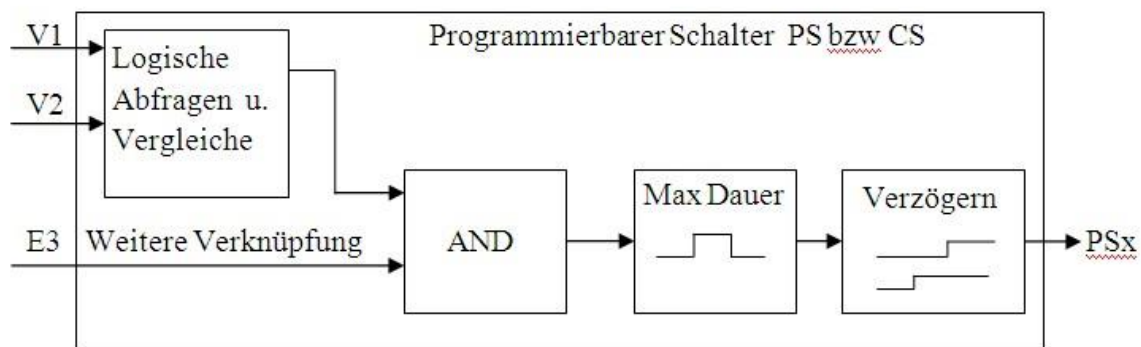 Programmierbarer Schalter PS bzw CS
V1
V2
Logische
Abfragen u.
Vergleiche
E3 Weitere Verknüpfung
AND
Max Dauer
Verzögern
PSx